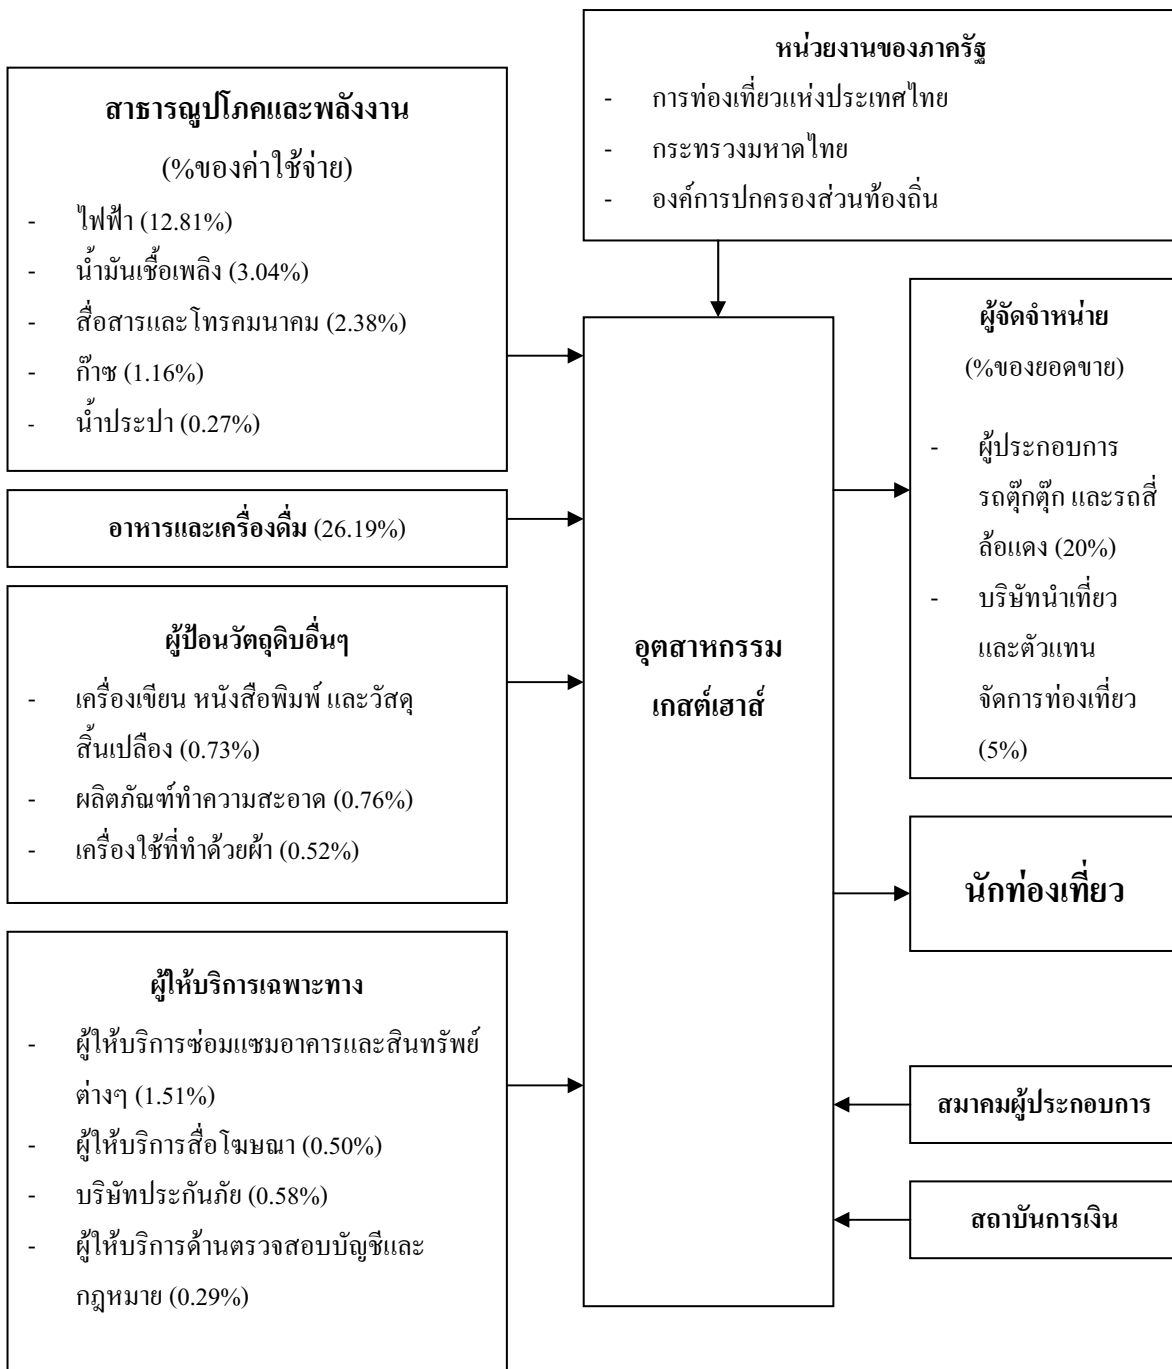 หน่วยงานของภาครัฐ
- การท่องเที่ยวแห่งประเทศไทย
- กระทรวงมหาดไทย
- องค์การปกครองส่วนท้องถิ่น
สาธารณูปโภคและพลังงาน
(%ของค่าใช้จ่าย)
- ไฟฟ้า (12.81%)
- น้ำมันเชื้อเพลิง (3.04%)
- สื่อสารและโทรคมนาคม (2.38%)
- ก๊าซ (1.16%)
- น้ำประปา (0.27%)
อาหารและเครื่องดื่ม (26.19%)
ผู้ป้อนวัตถุดิบอื่นๆ
- เครื่องเขียน หนังสือพิมพ์ และวัสดุ
สิ้นเปลือง (0.73%)
- ผลิตภัณฑ์ทำความสะอาด (0.76%)
- เครื่องใช้ที่ทำด้วยผ้า (0.52%)
ผู้ให้บริการเฉพาะทาง
- ผู้ให้บริการซ่อมแซมอาคารและสินทรัพย์
ต่างๆ (1.51%)
- ผู้ให้บริการสื่อโฆษณา (0.50%)
- บริษัทประกันภัย (0.58%)
- ผู้ให้บริการด้านตรวจสอบบัญชีและ
กฎหมาย (0.29%)
อุตสาหกรรม
เกสต์เฮาส์
ผู้จัดจำหน่าย
(%ของยอดขาย)
- ผู้ประกอบการ
รถตุ๊กตุ๊ก และรถสี่
ล้อแดง (20%)
- บริษัทนำเที่ยว
และตัวแทน
จัดการท่องเที่ยว
(5%)
นักท่องเที่ยว
สมาคมผู้ประกอบการ
สถาบันการเงิน